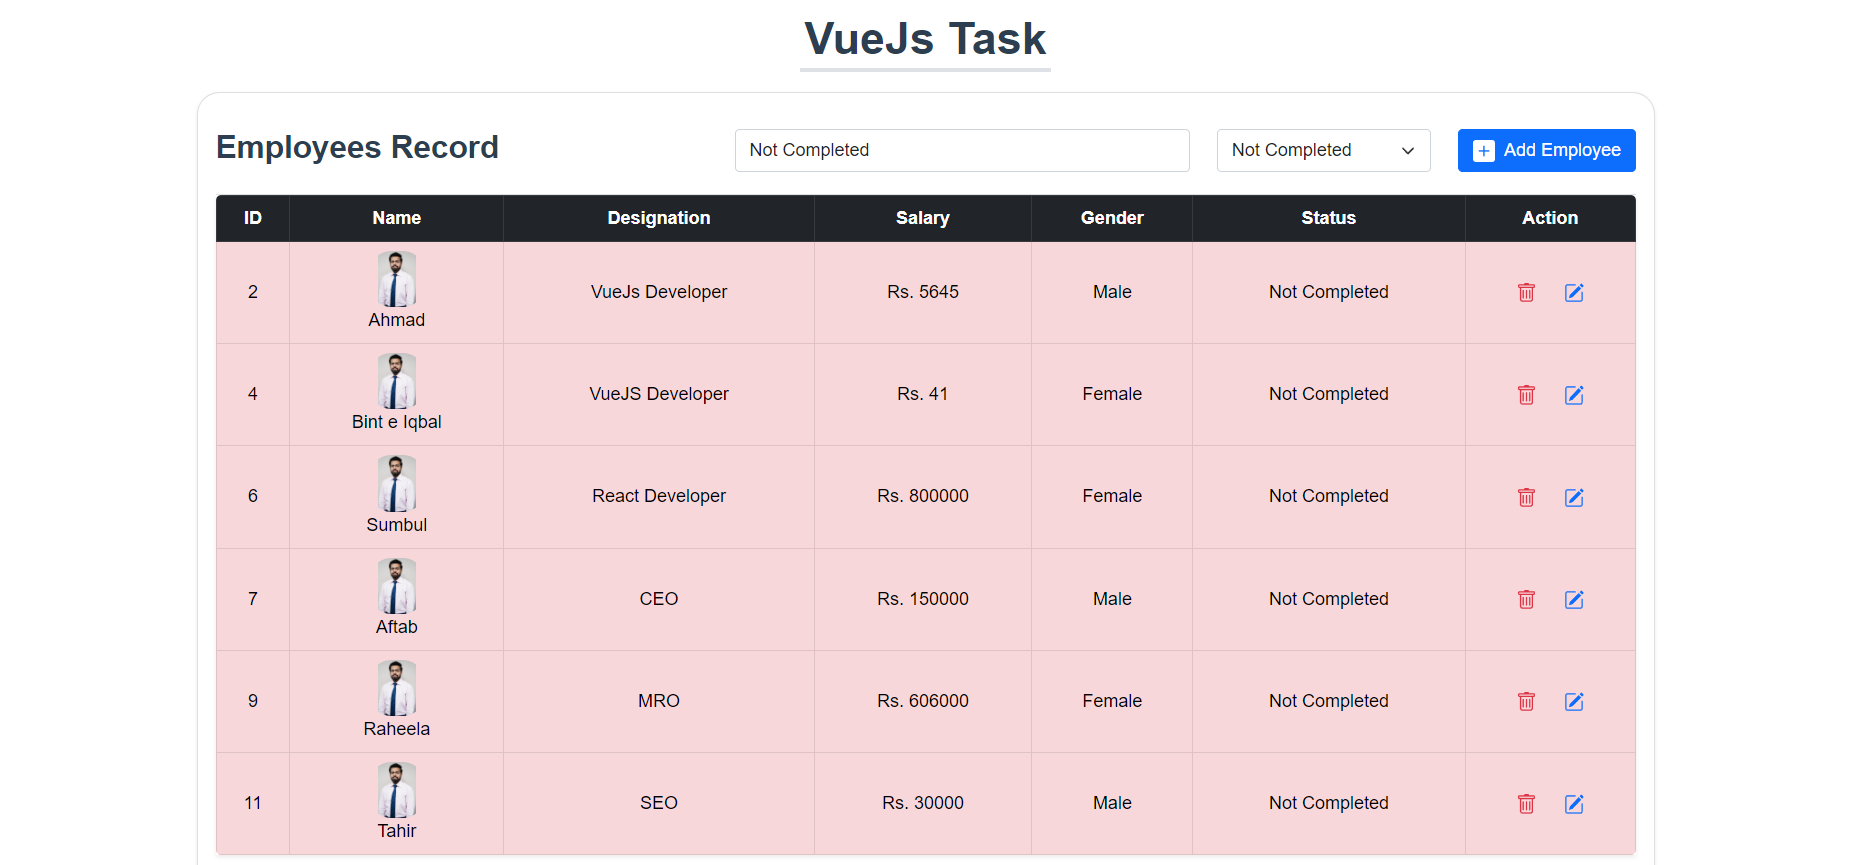 VueJs Task
Employees Record
Not Completed
Not Completed
Add Employee
ID Name Designation Salary Gender Status Action
2 Ahmad VueJs Developer Rs. 5645 Male Not Completed
4 Bint e Iqbal VueJS Developer Rs. 41 Female Not Completed
6 Sumbul React Developer Rs. 800000 Female Not Completed
7 Aftab CEO Rs. 150000 Male Not Completed
9 Raheela MRO Rs. 606000 Female Not Completed
11 Tahir SEO Rs. 30000 Male Not Completed